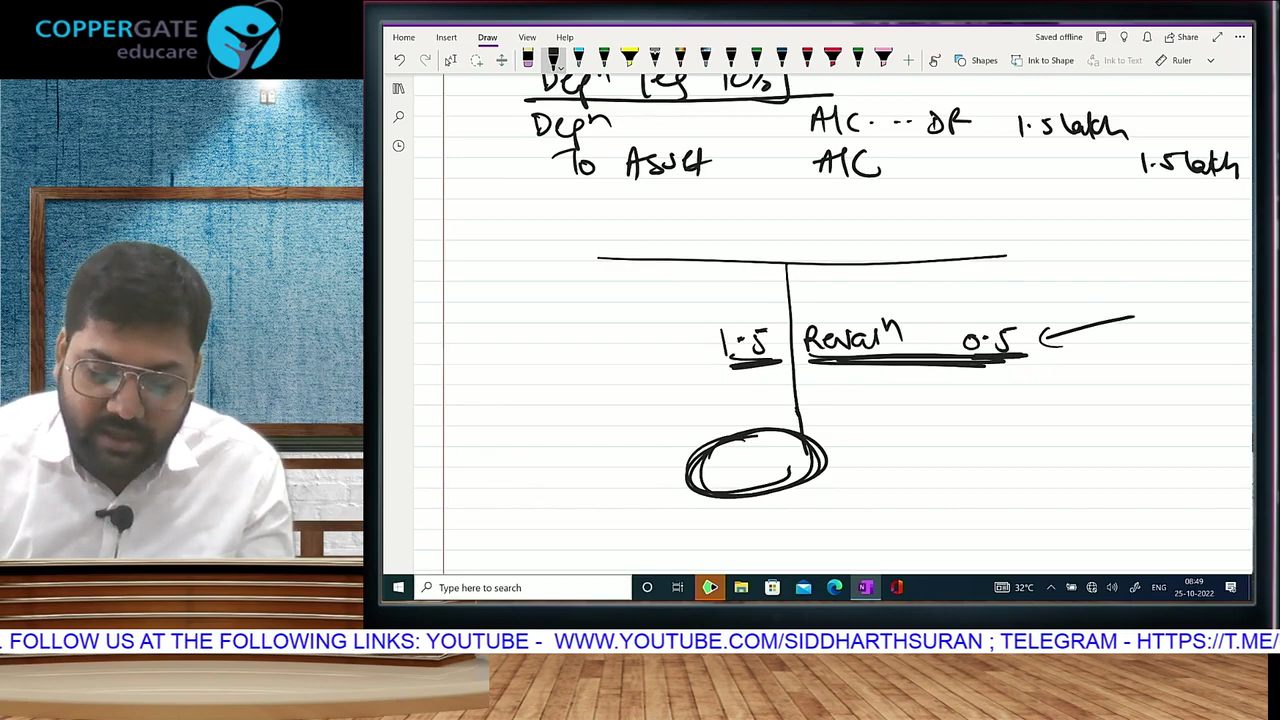 COPPERGATE
educare
Home Insert Draw View Help
Saved offline Share
Shapes Ink to Shape Ink to Text Ruler
Depⁿ [eg 10%]
Depⁿ A/C. ... DR 1.5 lakh
To Asset A/C 1.5 lakh
1.5 Revalⁿ 0.5
Type here to search
32°C ENG
08:49
25-10-2022
. FOLLOW US AT THE FOLLOWING LINKS: YOUTUBE - WWW.YOUTUBE.COM/SIDDHARTHSURAN ; TELEGRAM - HTTPS://T.ME/